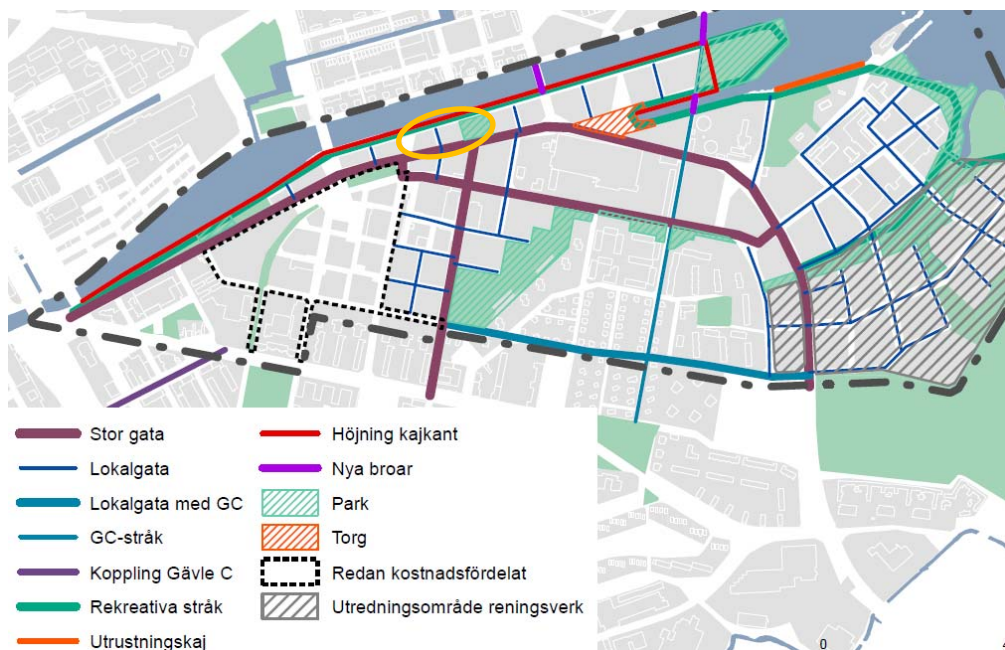 Stor gata
Lokalgata
Lokalgata med GC
GC-stråk
Koppling Gävle C
Rekreativa stråk
Utrustningskaj
Höjning kajkant
Nya broar
Park
Torg
Redan kostnadsfördelat
Utredningsområde reningsverk
0